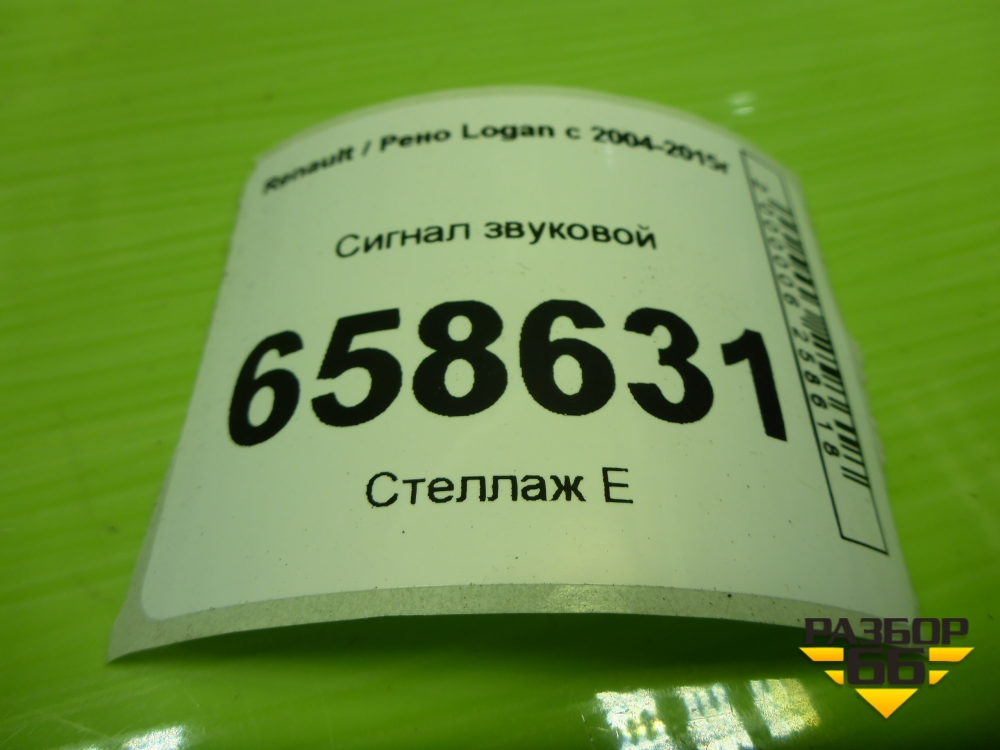 Renault / Рено Logan с 2004-2015г
Сигнал звуковой
658631
Стеллаж Е
РАЗБОР
66